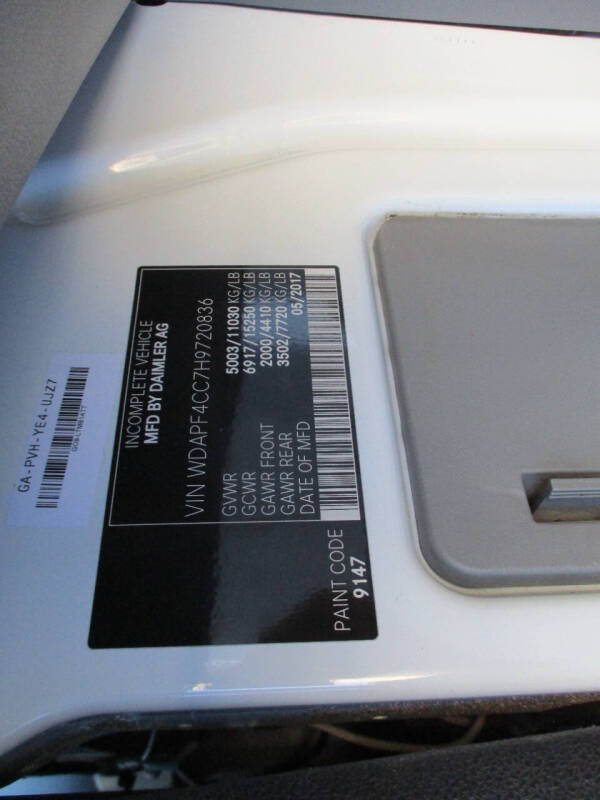 GA-PVH-YE4-UJZ7
INCOMPLETE VEHICLE
MFD BY DAIMLER AG
VIN WDAPF4CC7H9720836
GVWR 5003/11030 KG/LB
GCWR 6917/15250 KG/LB
GAWR FRONT 2000/4410 KG/LB
GAWR REAR 3502/7720 KG/LB
DATE OF MFD 05/2017
PAINT CODE
9147